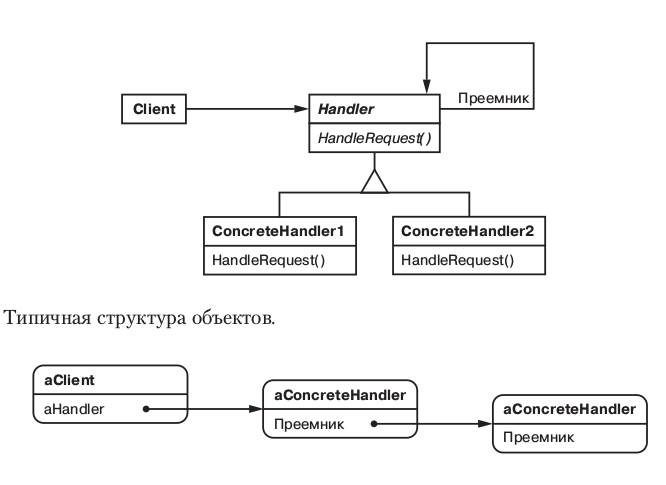 Client
Handler
Преемник
HandleRequest()
ConcreteHandler1
ConcreteHandler2
HandleRequest()
HandleRequest()
Типичная структура объектов.
aClient
aHandler
aConcreteHandler
Преемник
aConcreteHandler
Преемник